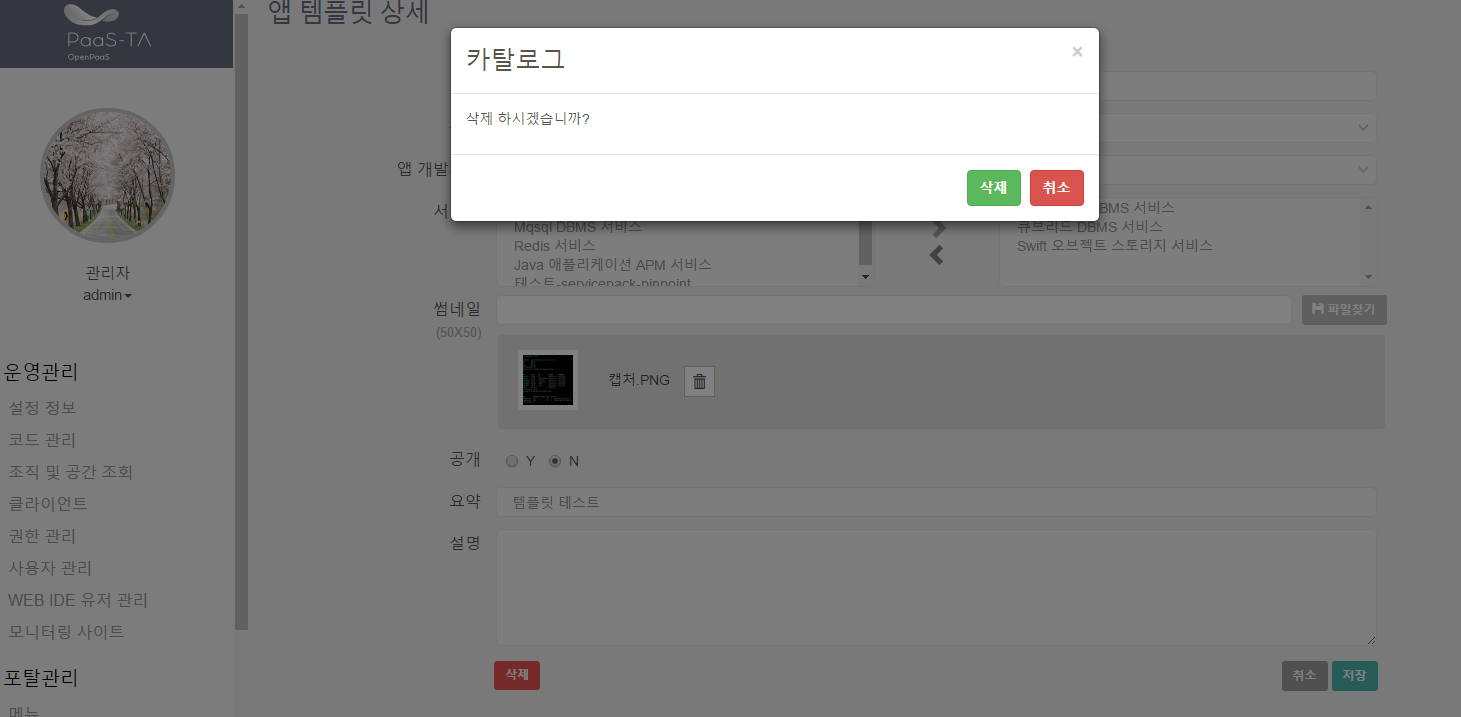 PaaS-TA
OpenPaaS
관리자
admin
운영관리
설정 정보
코드 관리
조직 및 공간 조회
클라이언트
권한 관리
사용자 관리
WEB IDE 유저 관리
모니터링 사이트
포탈관리
메뉴
앱 템플릿 상세
카탈로그
×
삭제 하시겠습니까?
삭제
취소
앱 개발
서
Mqsql DBMS 서비스
Redis 서비스
Java 애플리케이션 APM 서비스
테스트-servicepack-pinpoint
BMS 서비스
큐브리드 DBMS 서비스
Swift 오브젝트 스토리지 서비스
썸네일
(50X50)
파일찾기
캡처.PNG
공개
Y
N
요약
템플릿 테스트
설명
삭제
취소
저장